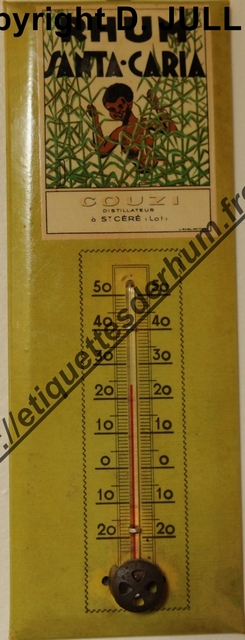 pyright D. JULL
RHUM
SANTA·CARIA
COUZI
DISTILLATEUR
à St CÉRÉ (Lot)
50 50
40 40
30 30
20 20
10 10
0 0
10 10
20 20
://etiquettesderhum.fr